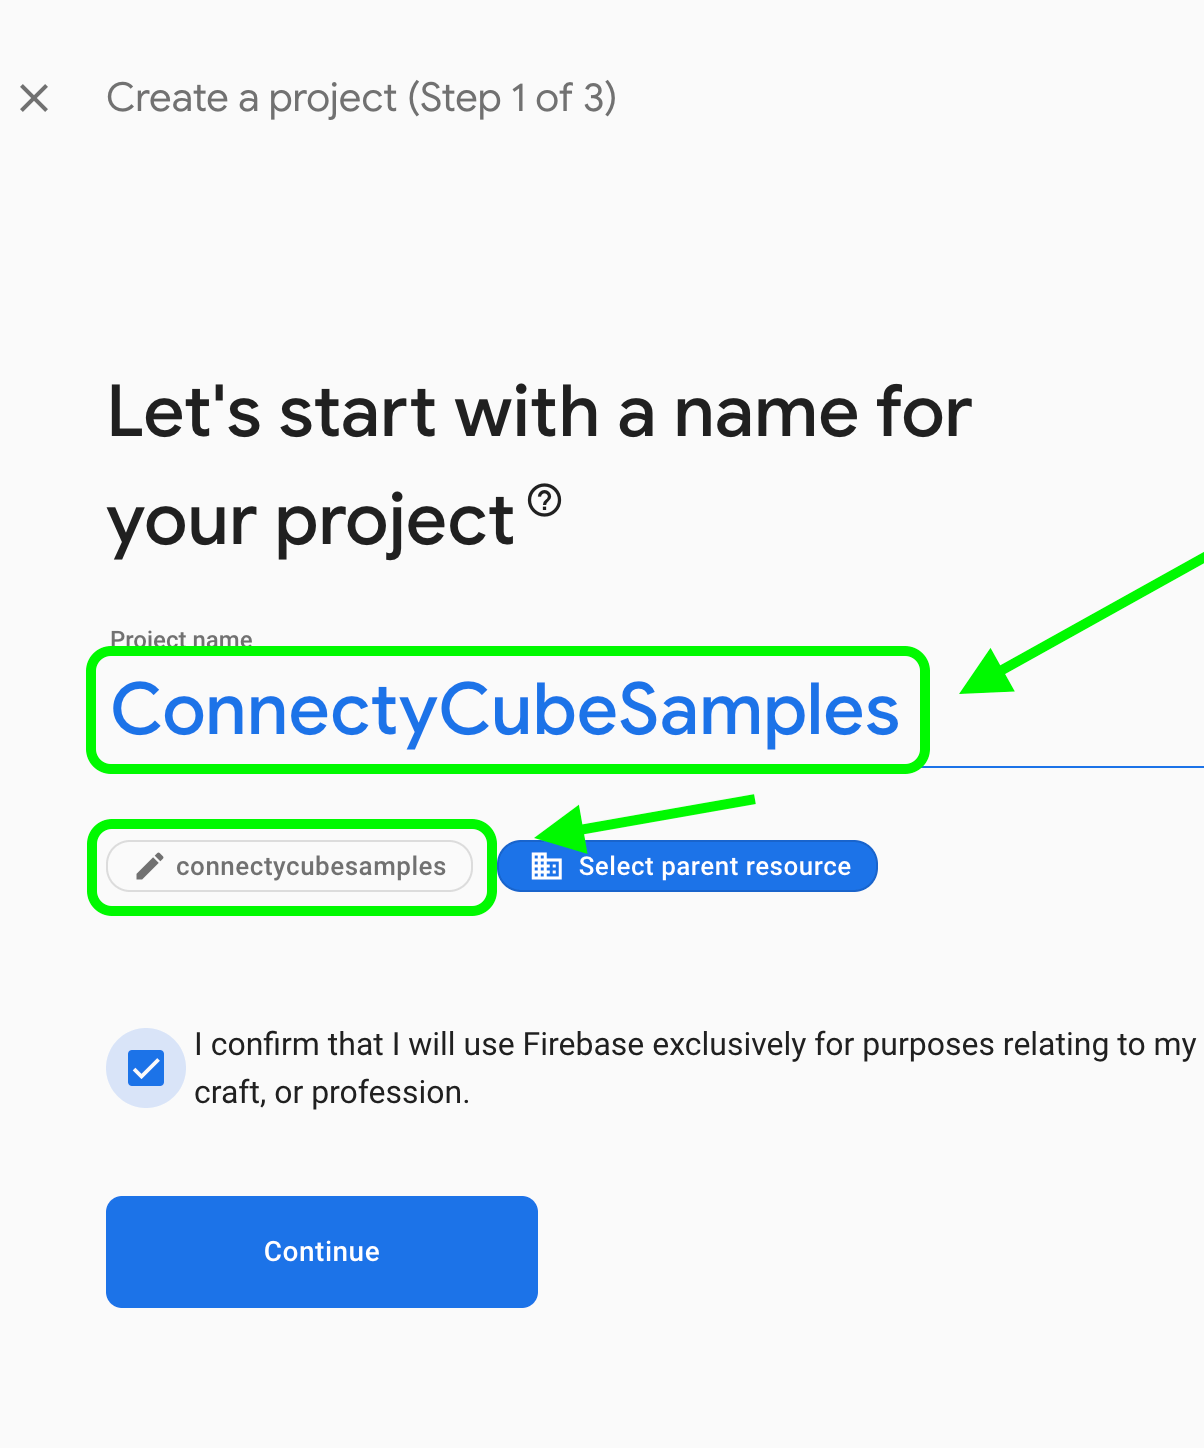 Create a project (Step 1 of 3)
Let's start with a name for
your project
Project name
ConnectyCubeSamples
connectycubesamples
Select parent resource
I confirm that I will use Firebase exclusively for purposes relating to my
craft, or profession.
Continue